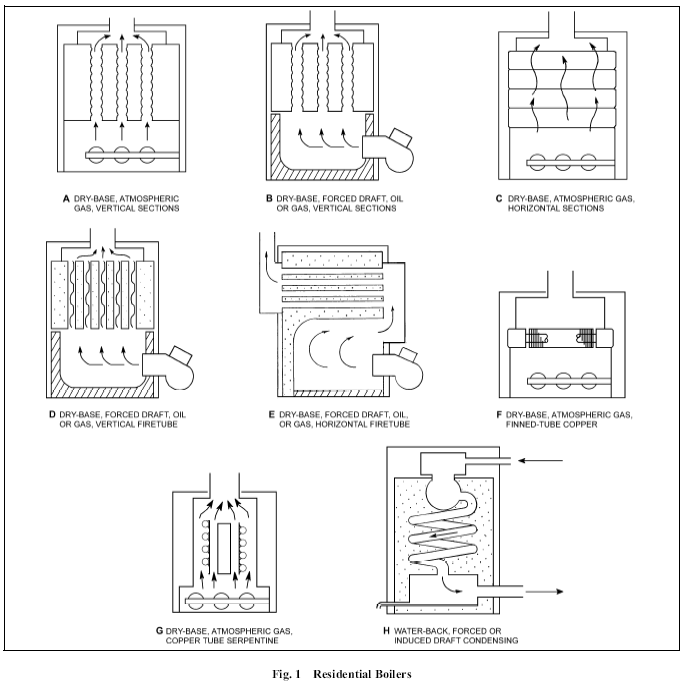 A DRY-BASE, ATMOSPHERIC
GAS, VERTICAL SECTIONS
B DRY-BASE, FORCED DRAFT, OIL
OR GAS, VERTICAL SECTIONS
C DRY-BASE, ATMOSPHERIC GAS,
HORIZONTAL SECTIONS
D DRY-BASE, FORCED DRAFT, OIL
OR GAS, VERTICAL FIRETUBE
E DRY-BASE, FORCED DRAFT, OIL,
OR GAS, HORIZONTAL FIRETUBE
F DRY-BASE, ATMOSPHERIC GAS,
FINNED-TUBE COPPER
G DRY-BASE, ATMOSPHERIC GAS,
COPPER TUBE SERPENTINE
H WATER-BACK, FORCED OR
INDUCED DRAFT CONDENSING
Fig. 1 Residential Boilers